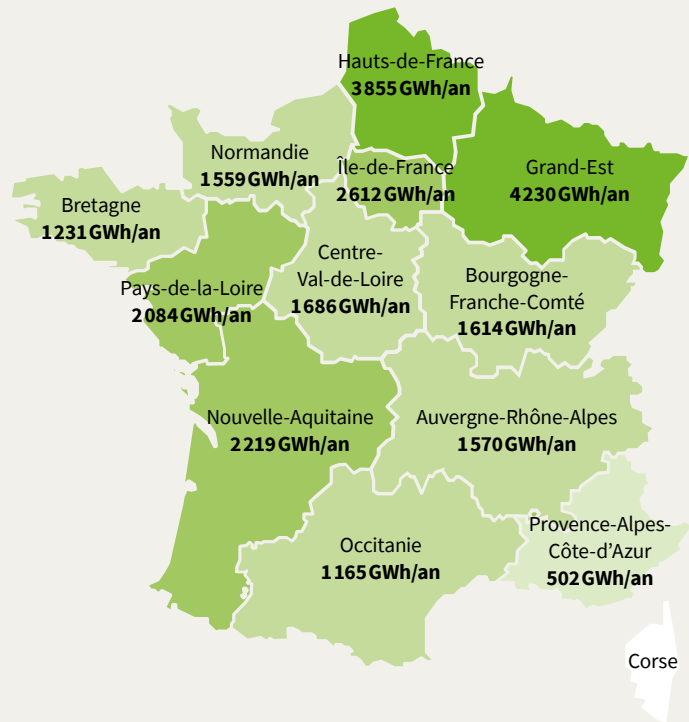 Hauts-de-France
3855 GWh/an
Normandie
1559 GWh/an
Île-de-France
2612 GWh/an
Grand-Est
4230 GWh/an
Bretagne
1231 GWh/an
Pays-de-la-Loire
2084 GWh/an
Centre-
Val-de-Loire
1686 GWh/an
Bourgogne-
Franche-Comté
1614 GWh/an
Nouvelle-Aquitaine
2219 GWh/an
Auvergne-Rhône-Alpes
1570 GWh/an
Occitanie
1165 GWh/an
Provence-Alpes-
Côte-d’Azur
502 GWh/an
Corse